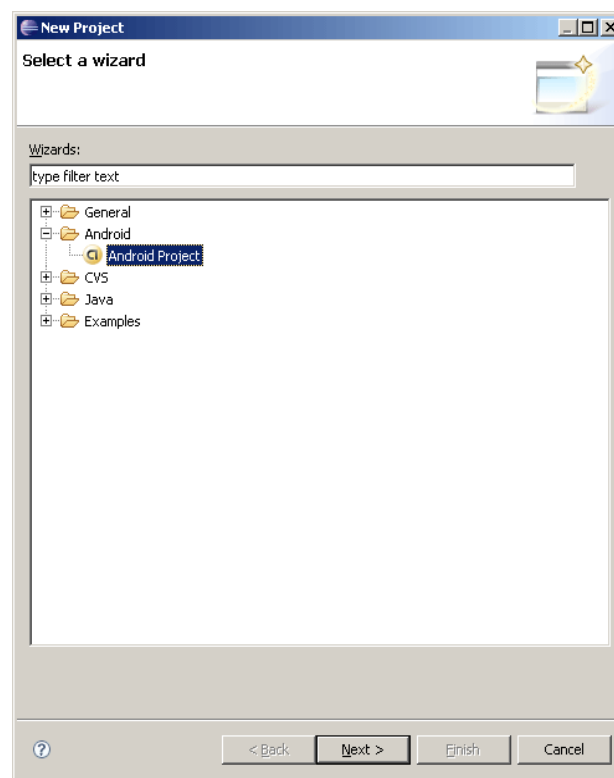 New Project
Select a wizard
Wizards:
type filter text
General
Android
Android Project
CVS
Java
Examples
? < Back Next > Finish Cancel